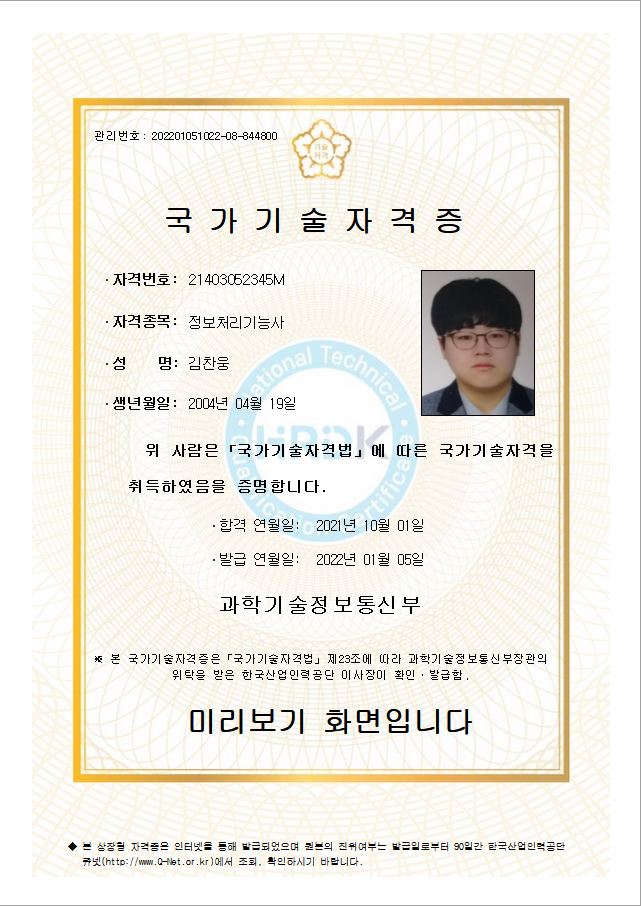 관리번호 : 202201051022-08-844800
기술
자격
국 가 기 술 자 격 증
· 자격번호: 21403052345M
· 자격종목: 정보처리기능사
· 성 명: 김찬웅
· 생년월일: 2004년 04월 19일
National Technical
HRDK
Qualification Certificate
위 사람은 「국가기술자격법」에 따른 국가기술자격을
취득하였음을 증명합니다.
· 합격 연월일: 2021년 10월 01일
· 발급 연월일: 2022년 01월 05일
과학기술정보통신부
※ 본 국가기술자격증은 「국가기술자격법」 제23조에 따라 과학기술정보통신부장관의
위탁을 받은 한국산업인력공단 이사장이 확인·발급함.
미리보기 화면입니다
◆ 본 상장형 자격증은 인터넷을 통해 발급되었으며 원본의 진위여부는 발급일로부터 90일간 한국산업인력공단
큐넷(http://www.Q-Net.or.kr)에서 조회, 확인하시기 바랍니다.